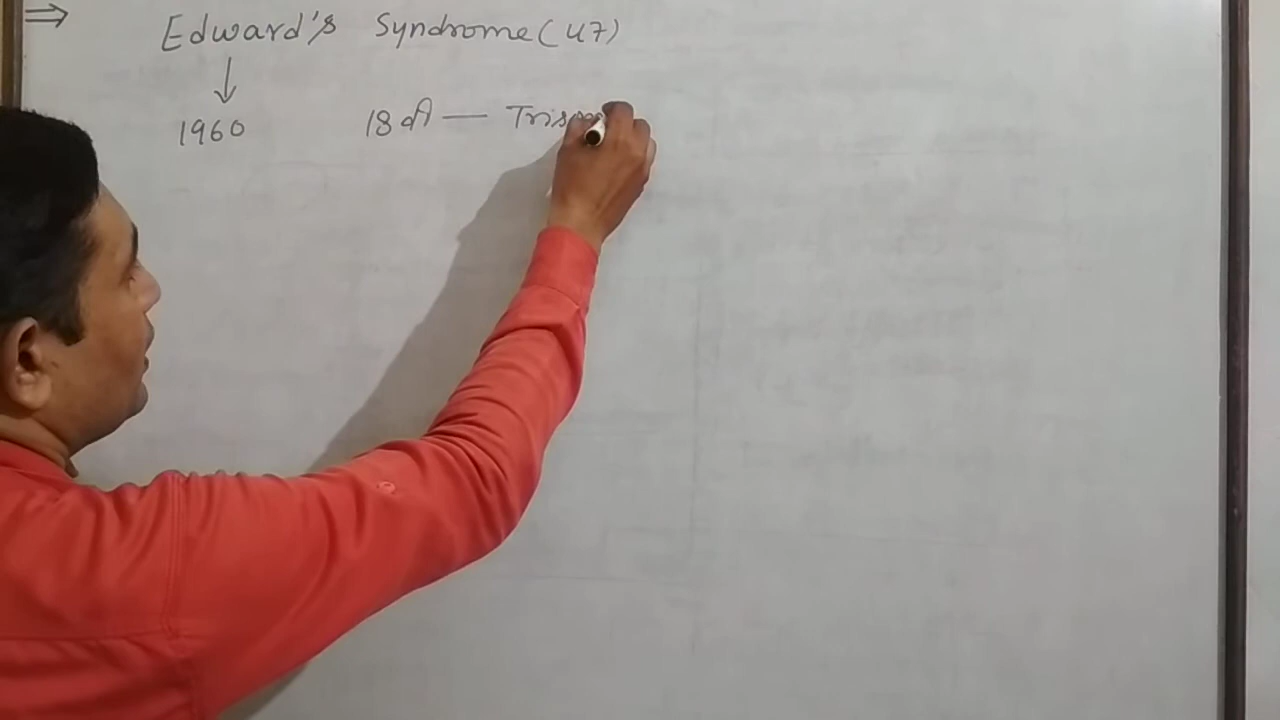 ⇒ Edward's Syndrome (47)
↓
1960 18वी — Trisom